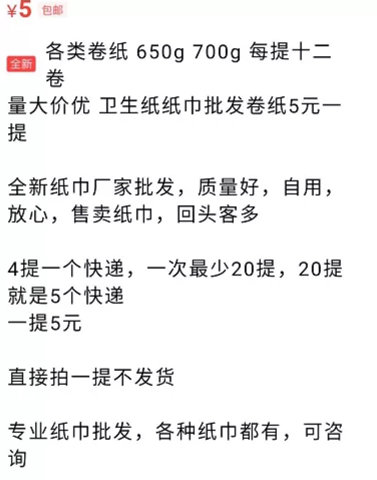 ¥5 包邮
全新 各类卷纸 650g 700g 每提十二
卷
量大价优 卫生纸纸巾批发卷纸5元一
提
全新纸巾厂家批发，质量好，自用，
放心，售卖纸巾，回头客多
4提一个快递，一次最少20提，20提
就是5个快递
一提5元
直接拍一提不发货
专业纸巾批发，各种纸巾都有，可咨
询